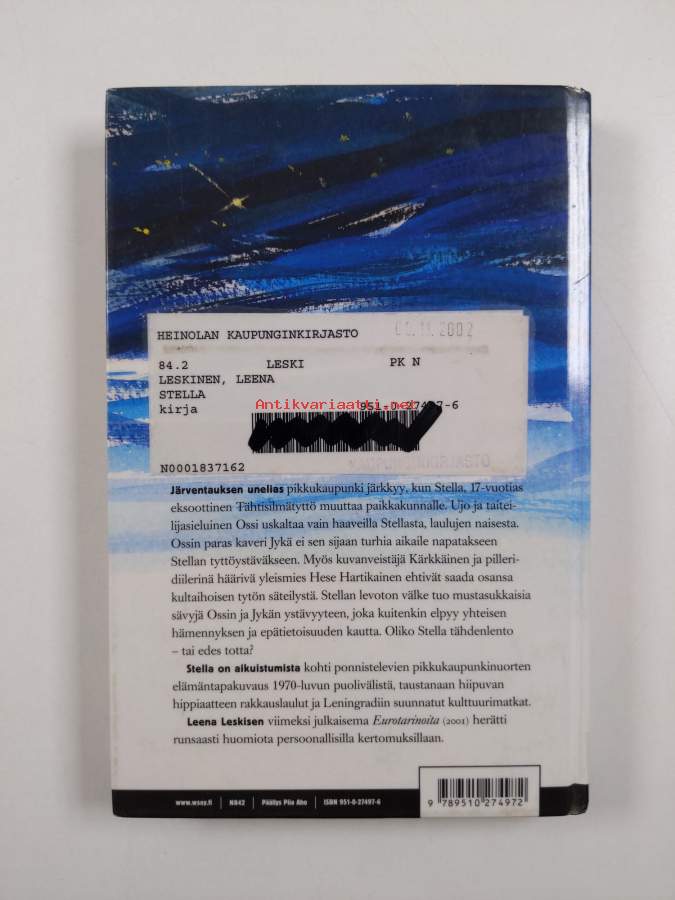 HEINOLAN KAUPUNGINKIRJASTO 01.11.2002
84.2 LESKI PK N
LESKINEN, LEENA
STELLA
kirja 951-0-27497-6
Antikvariaatti.net
KAUPUNGINKIRJASTO
N0001837162
Järventauksen unelias pikkukaupunki järkkyy, kun Stella, 17-vuotias
eksoottinen Tähtisilmätyttö muuttaa paikkakunnalle. Ujo ja taitei-
lijasieluinen Ossi uskaltaa vain haaveilla Stellasta, laulujen naisesta.
Ossin paras kaveri Jykä ei sen sijaan turhia aikaile napatakseen
Stellan tyttöystäväkseen. Myös kuvanveistäjä Kärkkäinen ja pilleri-
diilerinä häärivä yleismies Hese Hartikainen ehtivät saada osansa
kultaihoisen tytön säteilystä. Stellan levoton välke tuo mustasukkaisia
sävyjä Ossin ja Jykän ystävyyteen, joka kuitenkin elpyy yhteisen
hämennyksen ja epätietoisuuden kautta. Oliko Stella tähdenlento
– tai edes totta?
Stella on aikuistumista kohti ponnistelevien pikkukaupunkinuorten
elämäntapakuvaus 1970-luvun puolivälistä, taustanaan hiipuvan
hippiaatteen rakkauslaulut ja Leningradiin suunnatut kulttuurimatkat.
Leena Leskisen viimeksi julkaisema Eurotarinoita (2001) herätti
runsaasti huomiota persoonallisilla kertomuksillaan.
www.wsoy.fi | N842 | Päällys Piia Aho | ISBN 951-0-27497-6
9 789510 274972